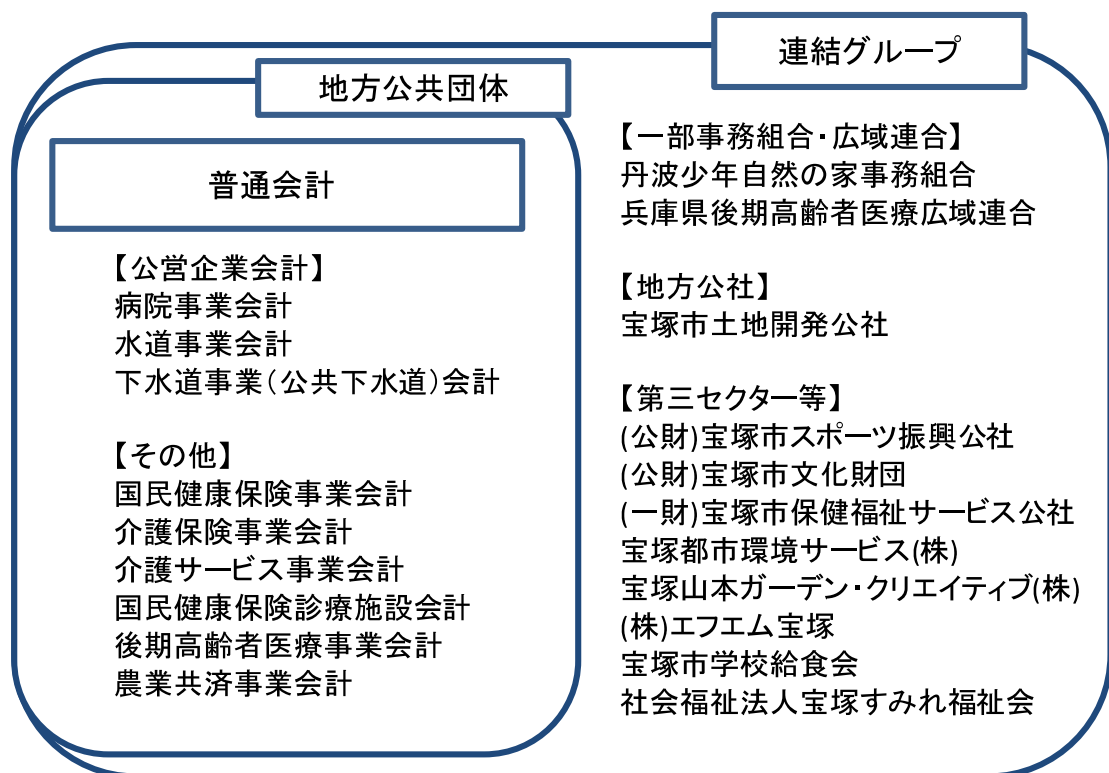 連結グループ
地方公共団体
普通会計
【公営企業会計】
病院事業会計
水道事業会計
下水道事業(公共下水道)会計
【その他】
国民健康保険事業会計
介護保険事業会計
介護サービス事業会計
国民健康保険診療施設会計
後期高齢者医療事業会計
農業共済事業会計
【一部事務組合・広域連合】
丹波少年自然の家事務組合
兵庫県後期高齢者医療広域連合
【地方公社】
宝塚市土地開発公社
【第三セクター等】
(公財)宝塚市スポーツ振興公社
(公財)宝塚市文化財団
(一財)宝塚市保健福祉サービス公社
宝塚都市環境サービス(株)
宝塚山本ガーデン・クリエイティブ(株)
(株)エフエム宝塚
宝塚市学校給食会
社会福祉法人宝塚すみれ福祉会